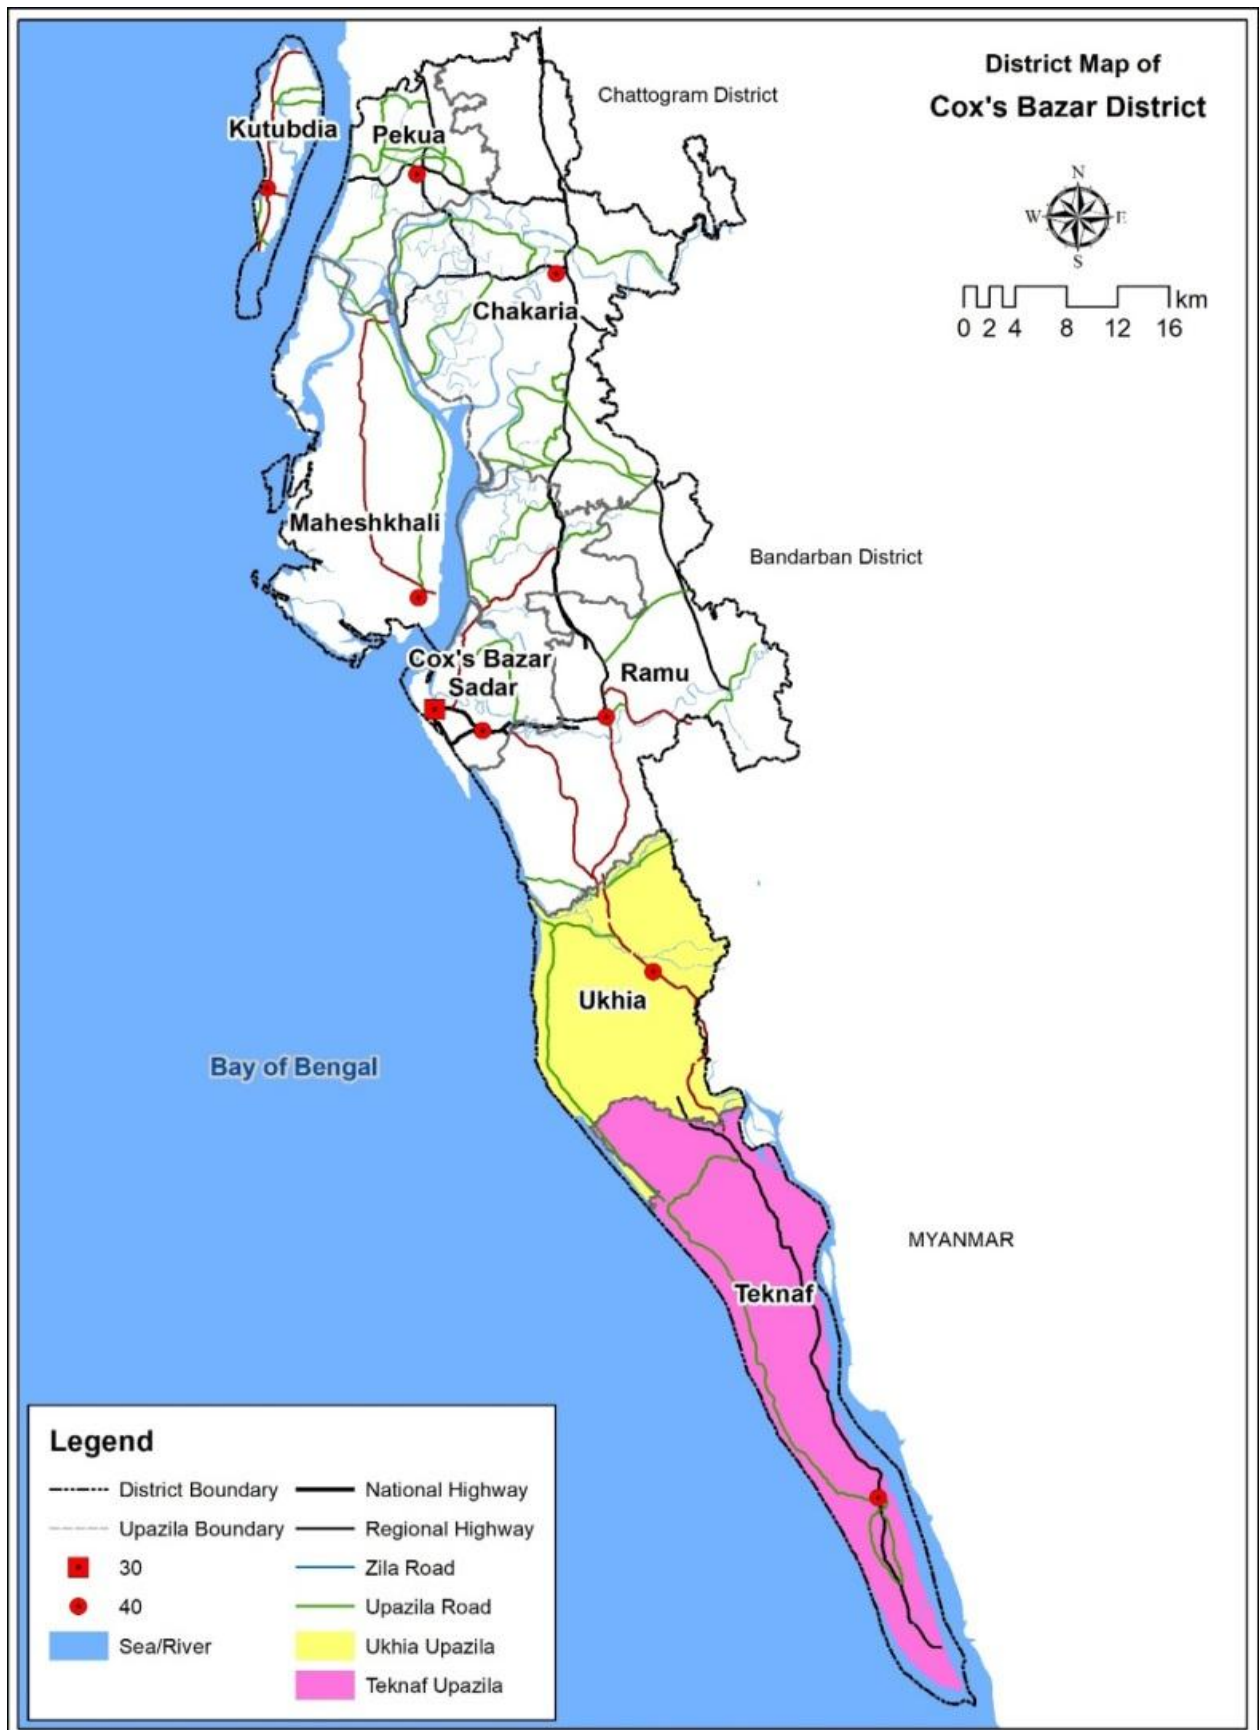 District Map of
Cox's Bazar District
Chattogram District
Kutubdia
Pekua
N
W
E
S
km
0 2 4 8 12 16
Chakaria
Maheshkhali
Bandarban District
Cox's Bazar
Sadar
Ramu
Ukhia
Bay of Bengal
MYANMAR
Teknaf
Legend
District Boundary
National Highway
Upazila Boundary
Regional Highway
30
Zila Road
40
Upazila Road
Sea/River
Ukhia Upazila
Teknaf Upazila